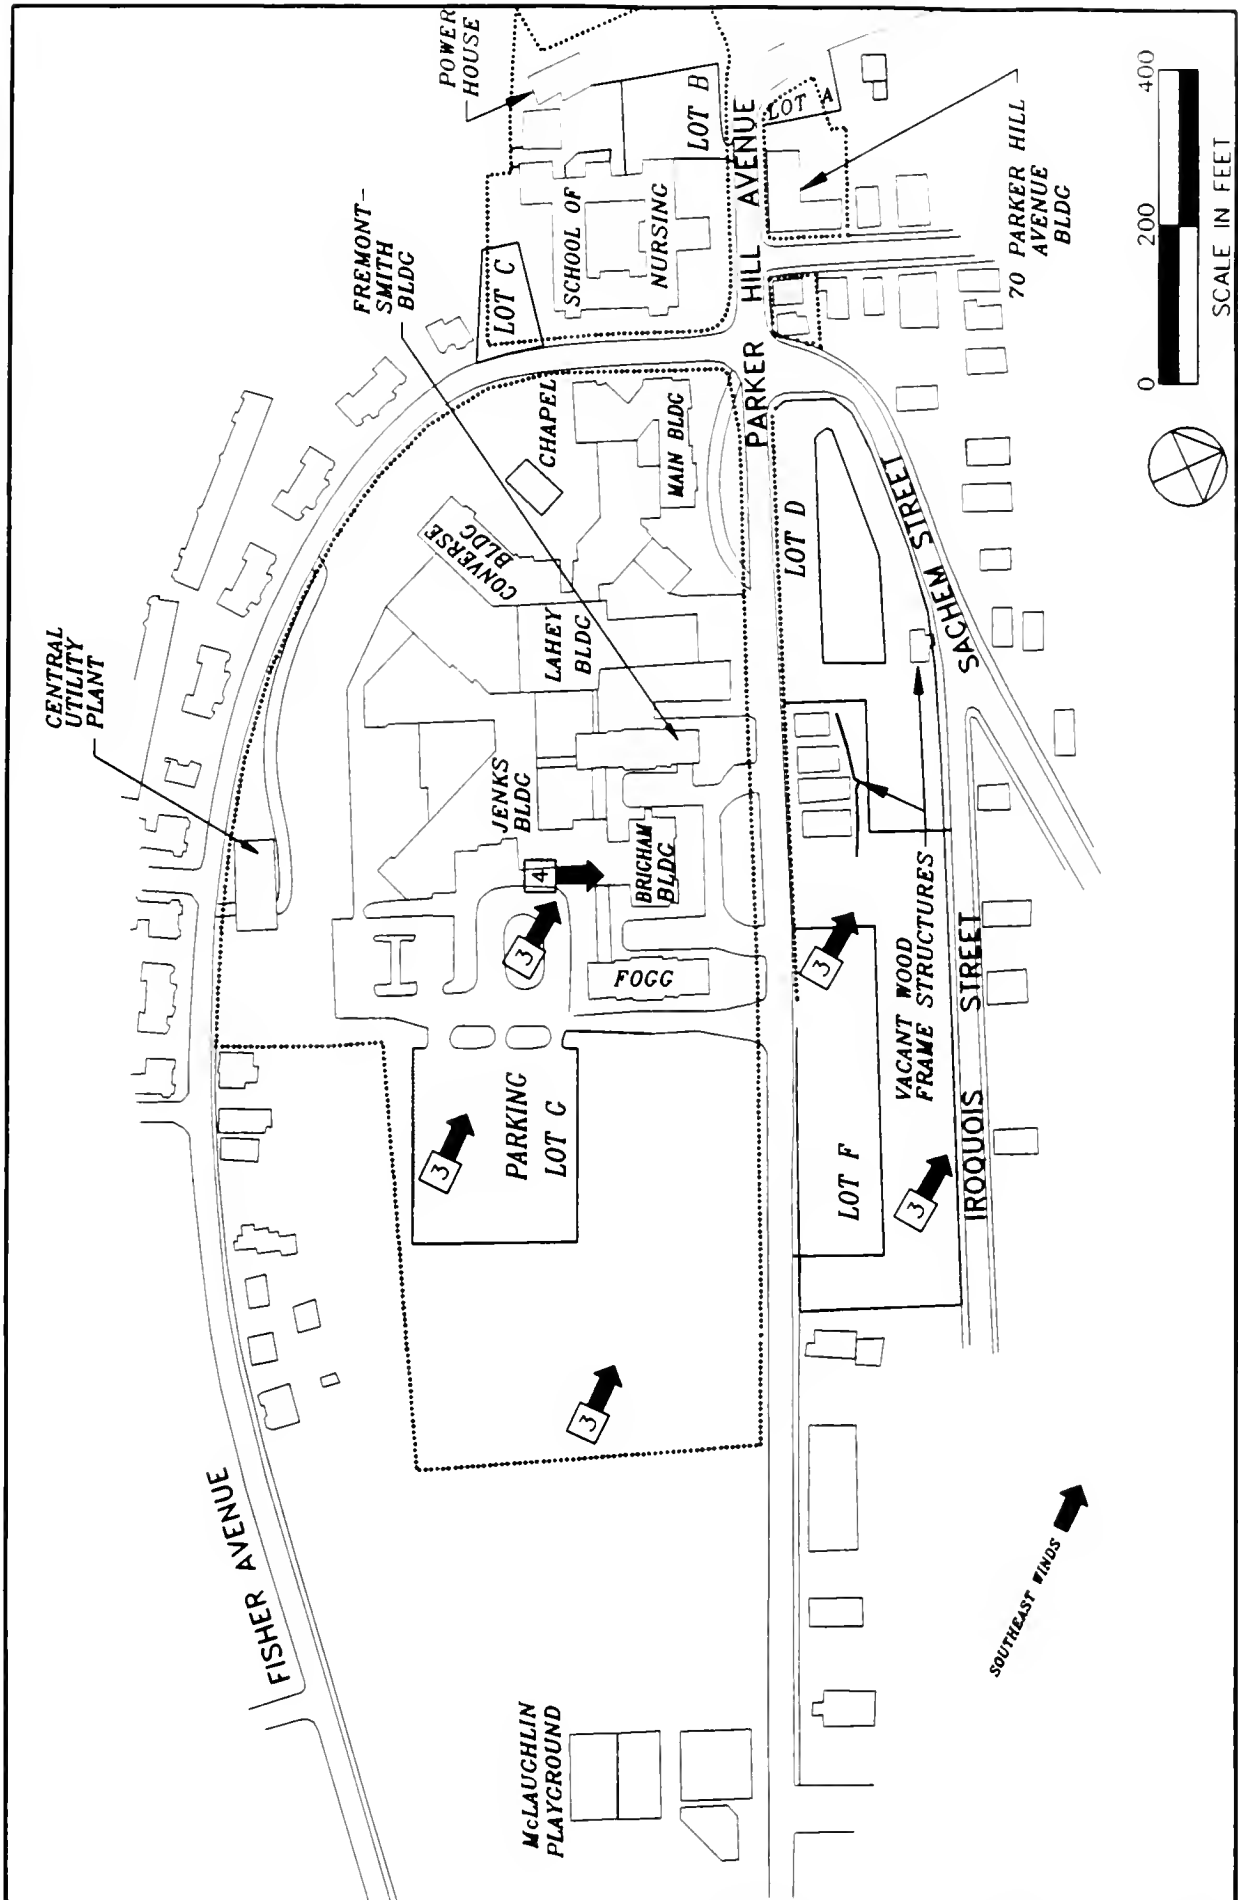 POWER
HOUSE
LOT B
LOT A
FREMONT-
SMITH
BLDG
LOT C
SCHOOL OF
NURSING
70 PARKER HILL
AVENUE
BLDG
400
200
0
SCALE IN FEET
PARKER HILL AVENUE
CHAPEL
MAIN BLDG
CONVERSE
BLDG
LAHEY
BLDG
LOT D
SACHEM STREET
CENTRAL
UTILITY
PLANT
JENKS
BLDG
4
BRIGHAM
BLDG
3
FOGG
3
VACANT WOOD
FRAME STRUCTURES
IROQUOIS STREET
PARKING
LOT G
3
LOT F
3
3
FISHER AVENUE
SOUTHEAST WINDS
McLAUGHLIN
PLAYGROUND